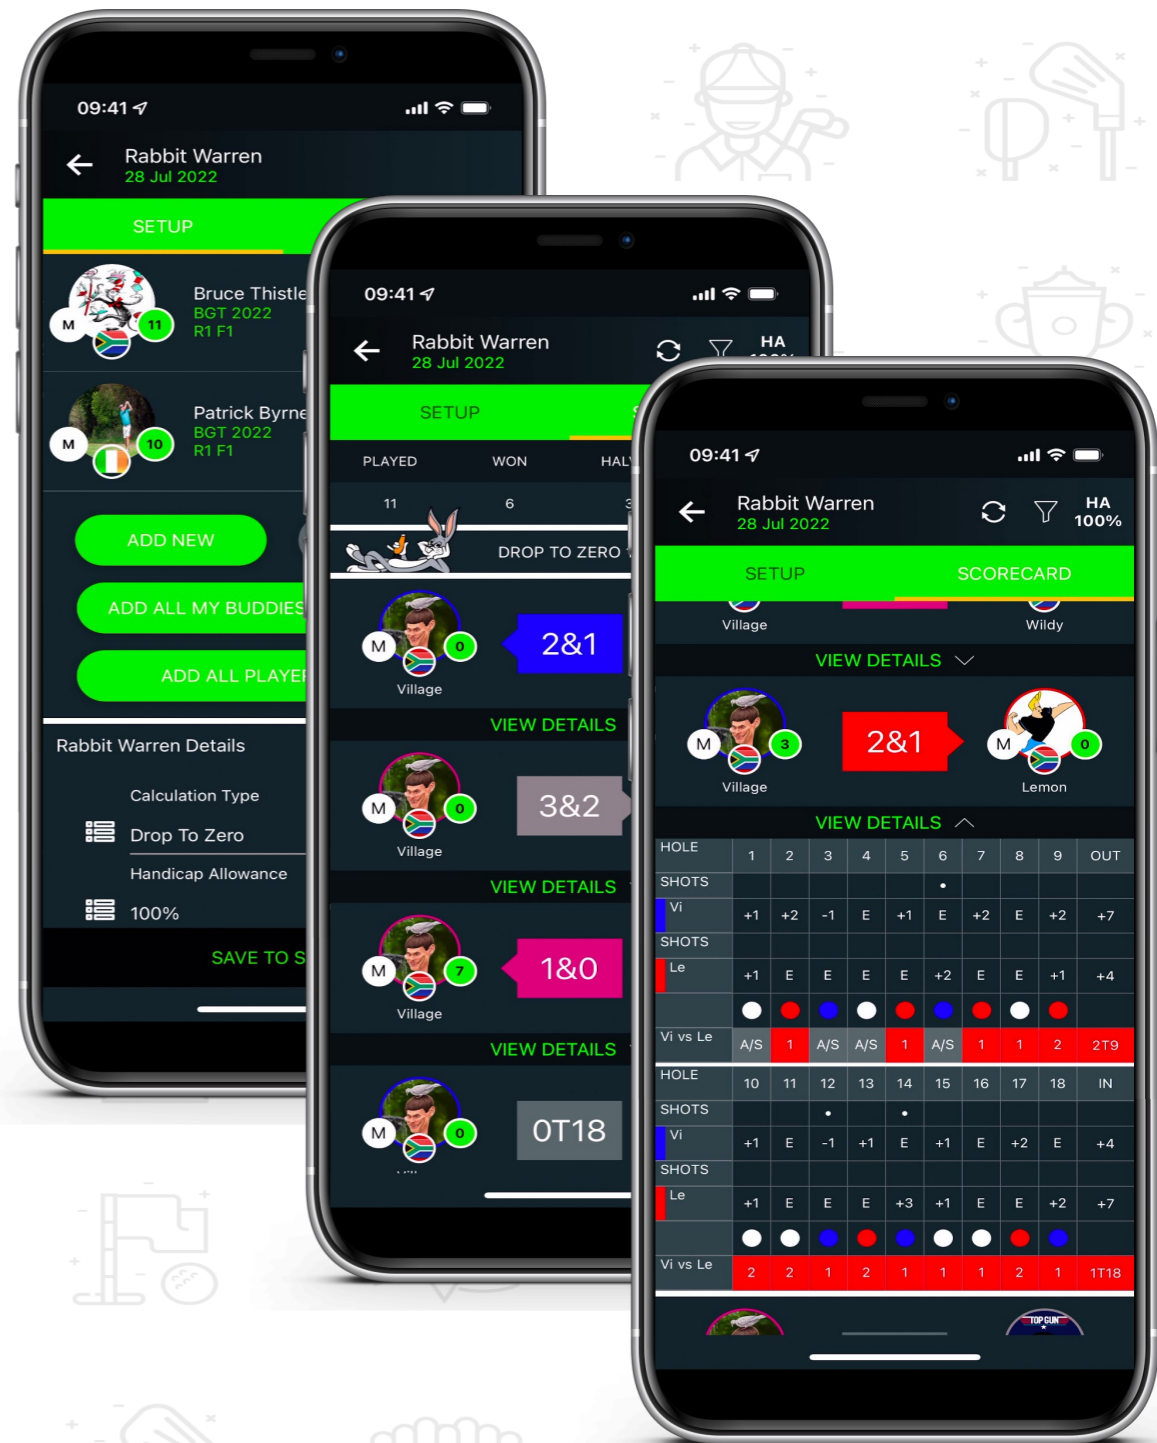 09:41
Rabbit Warren
28 Jul 2022
SETUP
Bruce Thistle
BGT 2022
R1 F1
M
11
Patrick Byrne
BGT 2022
R1 F1
M
10
ADD NEW
ADD ALL MY BUDDIES
ADD ALL
Rabbit Warren Details
Calculation Type
Drop To Zero
Handicap Allowance
100%
SAVE TO
09:41
Rabbit Warren
28 Jul 2022
HA
SETUP
PLAYED WON
11 6 3
DROP TO ZERO
M 0 2&1
Village
VIEW DETAILS
M 0 3&2
Village
VIEW DETAILS
M 7 1&0
Village
VIEW DETAILS
M 0 0T18
09:41
Rabbit Warren
28 Jul 2022
HA
100%
SETUP SCORECARD
Village Wildy
VIEW DETAILS
M 3 2&1 M 0
Village Lemon
VIEW DETAILS
HOLE 1 2 3 4 5 6 7 8 9 OUT
SHOTS •
Vi +1 +2 -1 E +1 E +2 E +2 +7
SHOTS
Le +1 E E E E +2 E E +1 +4
Vi vs Le A/S 1 A/S A/S 1 A/S 1 1 2 2T9
HOLE 10 11 12 13 14 15 16 17 18 IN
SHOTS • •
Vi +1 E -1 +1 E +1 E +2 E +4
SHOTS
Le +1 E E E +3 +1 E E +2 +7
Vi vs Le 2 2 1 2 1 1 1 2 1 1T18
TOP GUN